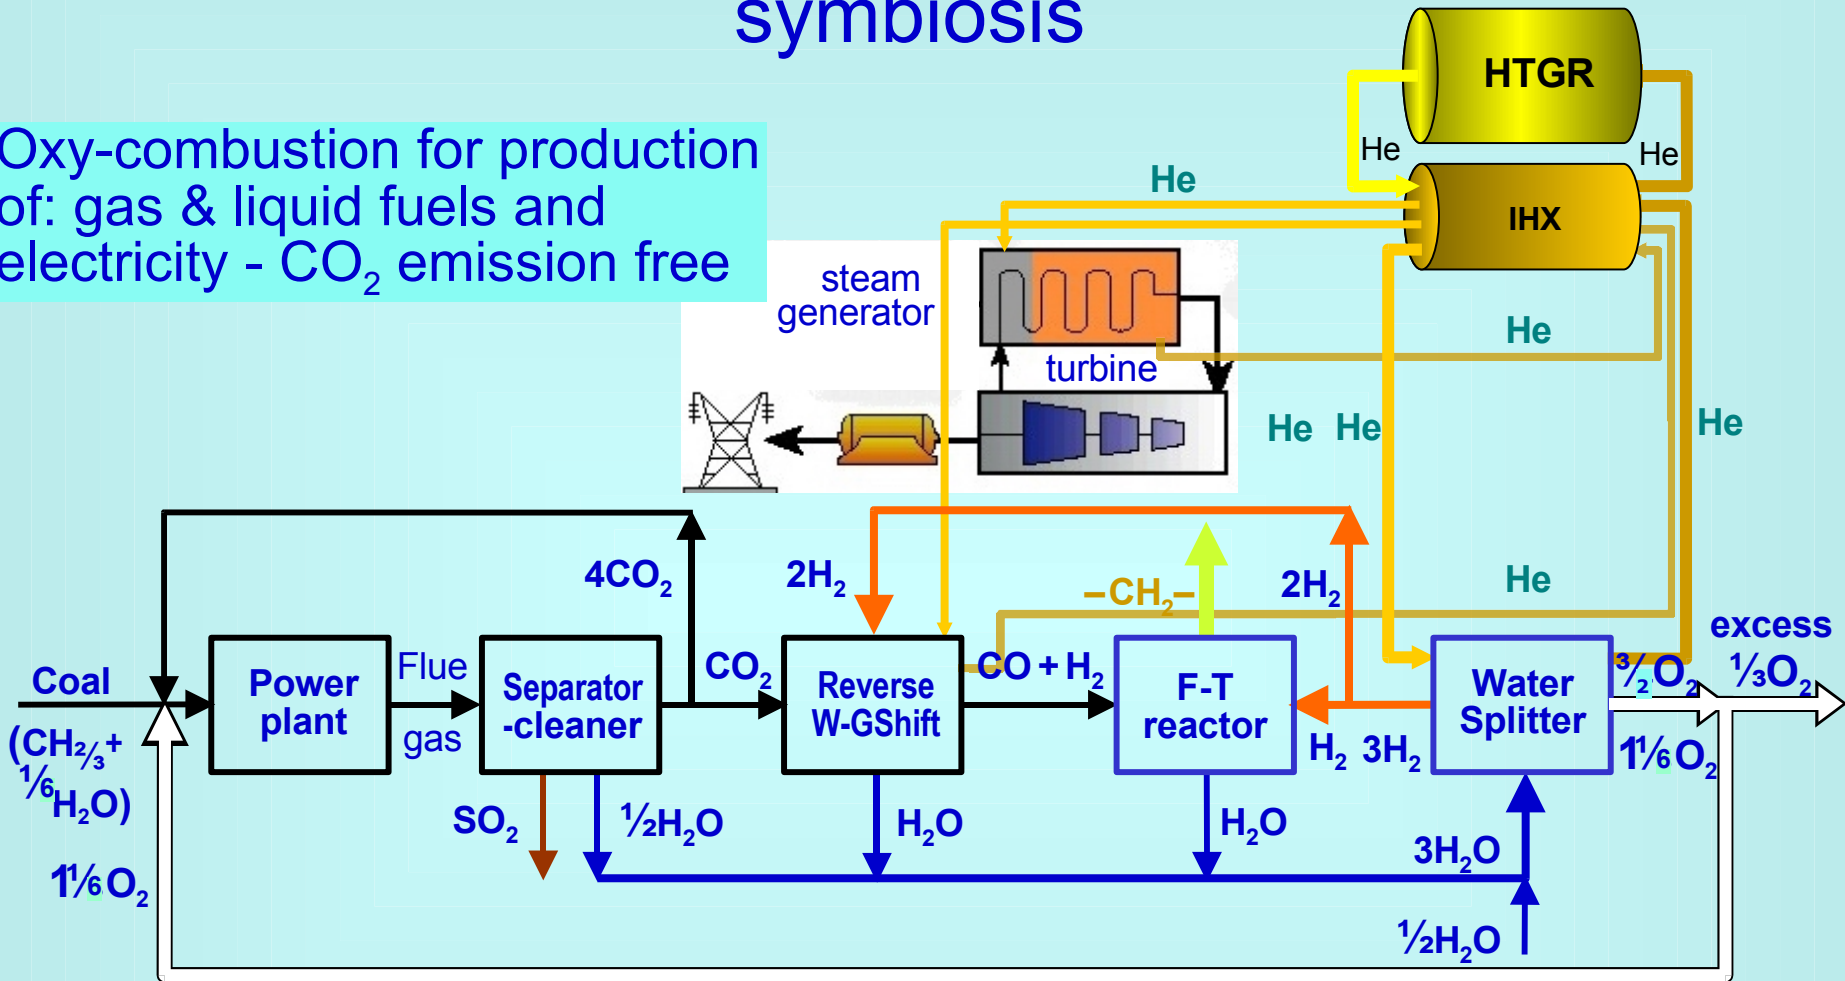 symbiosis
Oxy-combustion for production
of: gas & liquid fuels and
electricity - CO₂ emission free
HTGR
He
He
IHX
He
steam
generator
turbine
He
He He
He
He
4CO₂
2H₂
–CH₂–
2H₂
excess
⅓O₂
Coal
(CH⅔+
⅙H₂O)
1⅙O₂
Power
plant
Flue
gas
Separator
-cleaner
CO₂
Reverse
W-GShift
CO + H₂
F-T
reactor
H₂ 3H₂
Water
Splitter
³⁄₂O₂
1⅙O₂
SO₂
½H₂O
H₂O
H₂O
3H₂O
½H₂O